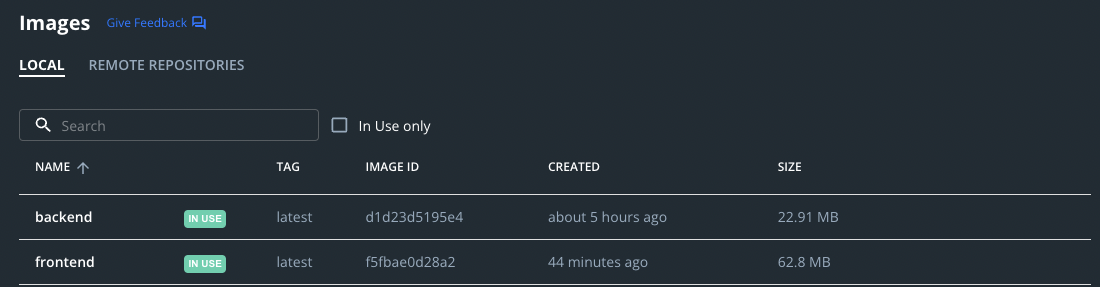 Images Give Feedback
LOCAL REMOTE REPOSITORIES
Search In Use only
NAME TAG IMAGE ID CREATED SIZE
backend IN USE latest d1d23d5195e4 about 5 hours ago 22.91 MB
frontend IN USE latest f5fbae0d28a2 44 minutes ago 62.8 MB